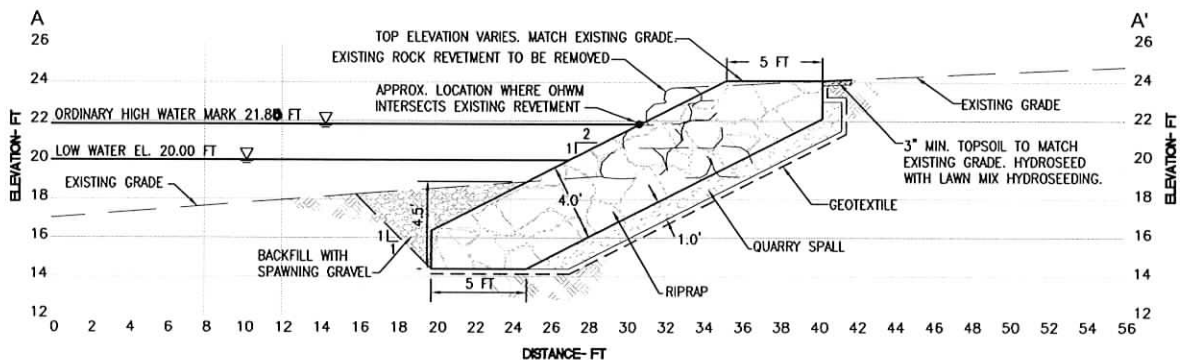 A
A'
26
24
22
20
18
16
14
12
ELEVATION- FT
TOP ELEVATION VARIES. MATCH EXISTING GRADE.
EXISTING ROCK REVETMENT TO BE REMOVED
5 FT
APPROX. LOCATION WHERE OHWM
INTERSECTS EXISTING REVETMENT
ORDINARY HIGH WATER MARK 21.80 FT
LOW WATER EL. 20.00 FT
EXISTING GRADE
2
1
EXISTING GRADE
3" MIN. TOPSOIL TO MATCH
EXISTING GRADE. HYDROSEED
WITH LAWN MIX HYDROSEEDING.
4.5'
4.0'
1.0'
1
1
BACKFILL WITH
SPAWNING GRAVEL
5 FT
GEOTEXTILE
QUARRY SPALL
RIPRAP
26
24
22
20
18
16
14
12
ELEVATION- FT
0 2 4 6 8 10 12 14 16 18 20 22 24 26 28 30 32 34 36 38 40 42 44 46 48 50 52 54 56
DISTANCE- FT